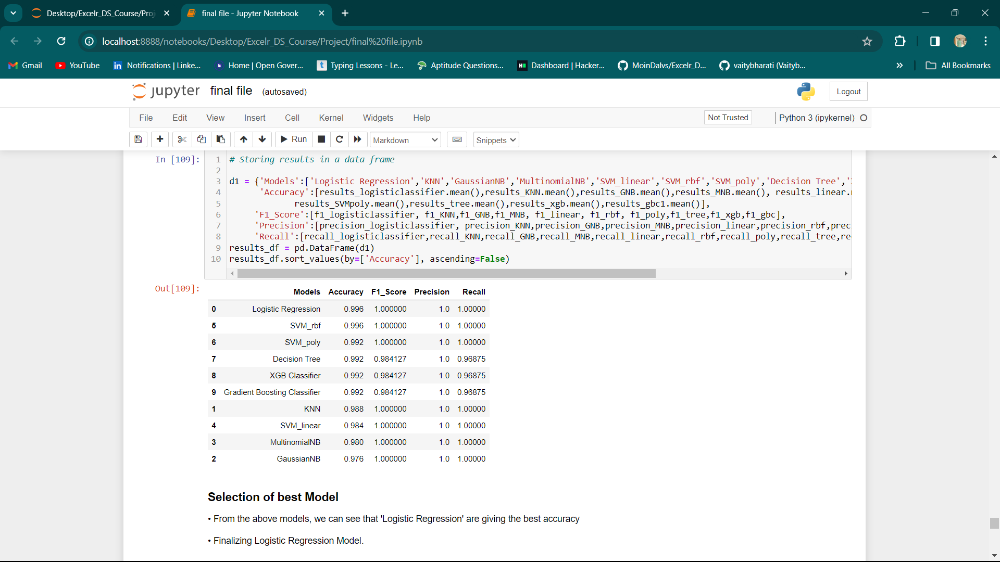 Desktop/Excelr_DS_Course/Proj
final file - Jupyter Notebook
localhost:8888/notebooks/Desktop/Excelr_DS_Course/Project/final%20file.ipynb
Gmail YouTube Notifications | Linke... Home | Open Gover... Typing Lessons - Le... Aptitude Questions... Dashboard | Hacker... MoinDalvs/Excelr_D... vaitybharati (Vaityb... » All Bookmarks
jupyter final file (autosaved) Logout
File Edit View Insert Cell Kernel Widgets Help Not Trusted Python 3 (ipykernel)
Run Markdown Snippets
In [109]:
1 # Storing results in a data frame
2
3 d1 = {'Models':['Logistic Regression','KNN','GaussianNB','MultinomialNB','SVM_linear','SVM_rbf','SVM_poly','Decision Tree','
4 'Accuracy':[results_logisticclassifier.mean(),results_KNN.mean(),results_GNB.mean(),results_MNB.mean(), results_linear.
5 results_SVMpoly.mean(),results_tree.mean(),results_xgb.mean(),results_gbc1.mean()],
6 'F1_Score':[f1_logisticclassifier, f1_KNN,f1_GNB,f1_MNB, f1_linear, f1_rbf, f1_poly,f1_tree,f1_xgb,f1_gbc],
7 'Precision':[precision_logisticclassifier, precision_KNN,precision_GNB,precision_MNB,precision_linear,precision_rbf,prec
8 'Recall':[recall_logisticclassifier,recall_KNN,recall_GNB,recall_MNB,recall_linear,recall_rbf,recall_poly,recall_tree,re
9 results_df = pd.DataFrame(d1)
10 results_df.sort_values(by=['Accuracy'], ascending=False)
Out[109]:
Models Accuracy F1_Score Precision Recall
0 Logistic Regression 0.996 1.000000 1.0 1.00000
5 SVM_rbf 0.996 1.000000 1.0 1.00000
6 SVM_poly 0.992 1.000000 1.0 1.00000
7 Decision Tree 0.992 0.984127 1.0 0.96875
8 XGB Classifier 0.992 0.984127 1.0 0.96875
9 Gradient Boosting Classifier 0.992 0.984127 1.0 0.96875
1 KNN 0.988 1.000000 1.0 1.00000
4 SVM_linear 0.984 1.000000 1.0 1.00000
3 MultinomialNB 0.980 1.000000 1.0 1.00000
2 GaussianNB 0.976 1.000000 1.0 1.00000
Selection of best Model
• From the above models, we can see that 'Logistic Regression' are giving the best accuracy
• Finalizing Logistic Regression Model.